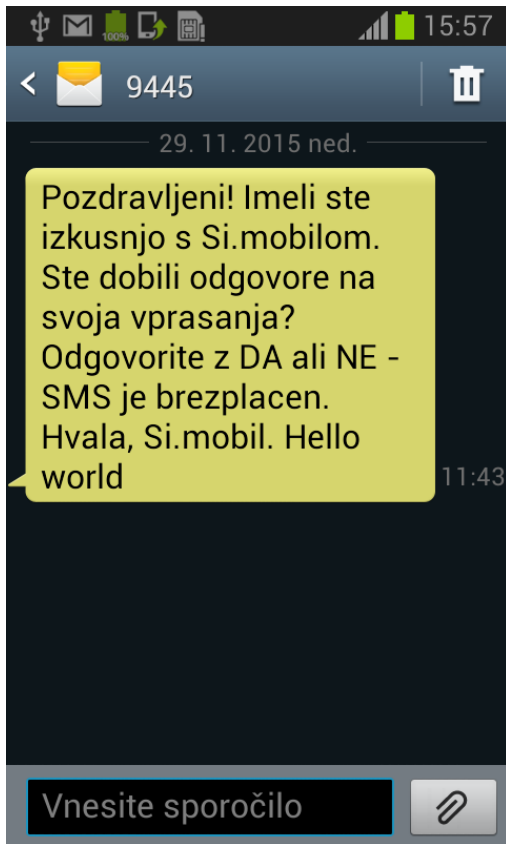 100%
15:57
9445
29. 11. 2015 ned.
Pozdravljeni! Imeli ste
izkusnjo s Si.mobilom.
Ste dobili odgovore na
svoja vprasanja?
Odgovorite z DA ali NE -
SMS je brezplacen.
Hvala, Si.mobil. Hello
world
11:43
Vnesite sporočilo